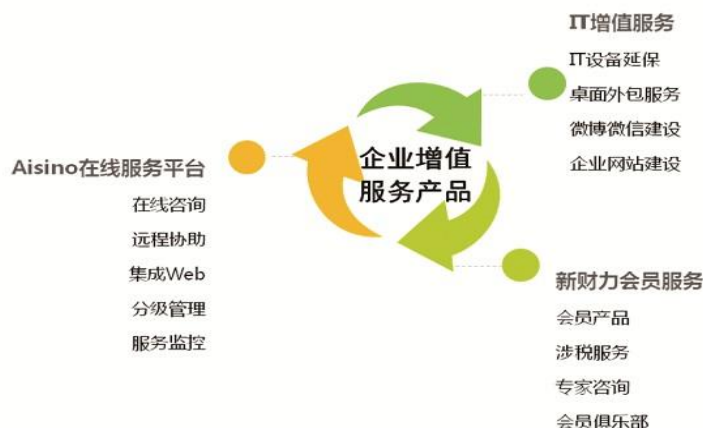 IT增值服务
IT设备延保
桌面外包服务
微博微信建设
企业网站建设
企业增值
服务产品
Aisino在线服务平台
在线咨询
远程协助
集成Web
分级管理
服务监控
新财力会员服务
会员产品
涉税服务
专家咨询
会员俱乐部